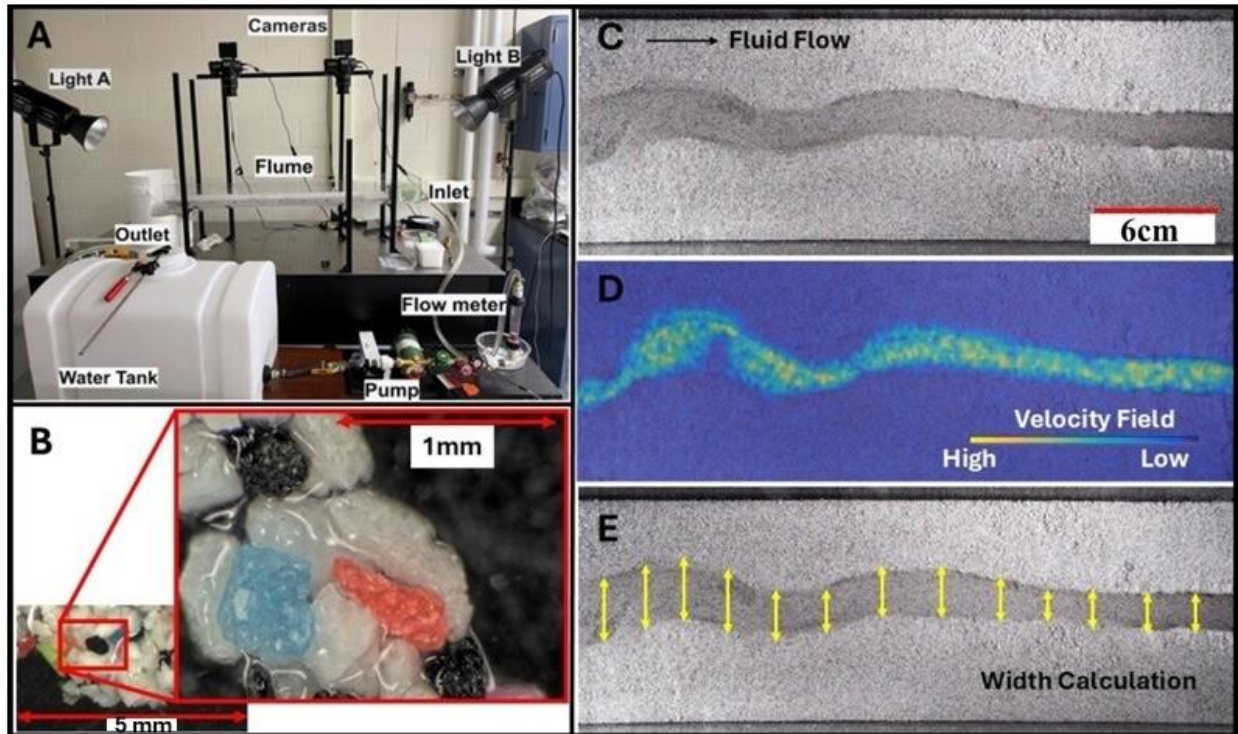 A
Cameras
Light A
Light B
Flume
Inlet
Outlet
Flow meter
Water Tank
Pump
B
1mm
5 mm
C
Fluid Flow
6cm
D
Velocity Field
High
Low
E
Width Calculation